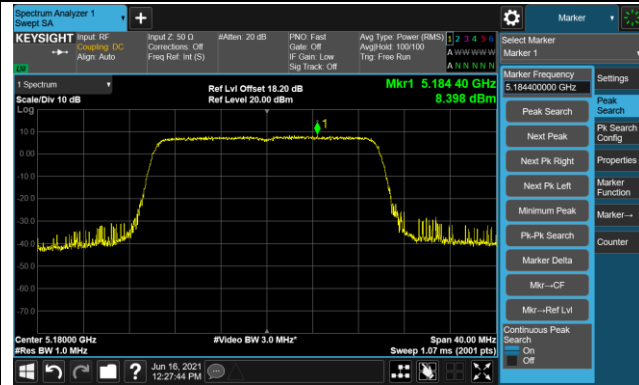 Spectrum Analyzer 1
Swept SA
Marker
KEYSIGHT
Input: RF
Coupling: DC
Align: Auto
Input Z: 50 Ω
Corrections: Off
Freq Ref: Int (S)
#Atten: 20 dB
PNO: Fast
Gate: Off
IF Gain: Low
Sig Track: Off
Avg Type: Power (RMS)
Avg|Hold: 100/100
Trig: Free Run
1 2 3 4 5 6
A W W W W W
A N N N N N
LNI
1 Spectrum
Scale/Div 10 dB
Ref Lvl Offset 18.20 dB
Ref Level 20.00 dBm
Mkr1 5.184 40 GHz
8.398 dBm
Log
1
10.0
0.00
-10.0
-20.0
-30.0
-40.0
-50.0
-60.0
-70.0
Center 5.18000 GHz
#Res BW 1.0 MHz
#Video BW 3.0 MHz*
Span 40.00 MHz
Sweep 1.07 ms (2001 pts)
Jun 16, 2021
12:27:44 PM
?
Select Marker
Marker 1
Marker Frequency
5.184400000 GHz
Peak Search
Next Peak
Next Pk Right
Next Pk Left
Minimum Peak
Pk-Pk Search
Marker Delta
Mkr→CF
Mkr→Ref Lvl
Continuous Peak
Search
On
Off
Settings
Peak
Search
Pk Search
Config
Properties
Marker
Function
Marker→
Counter